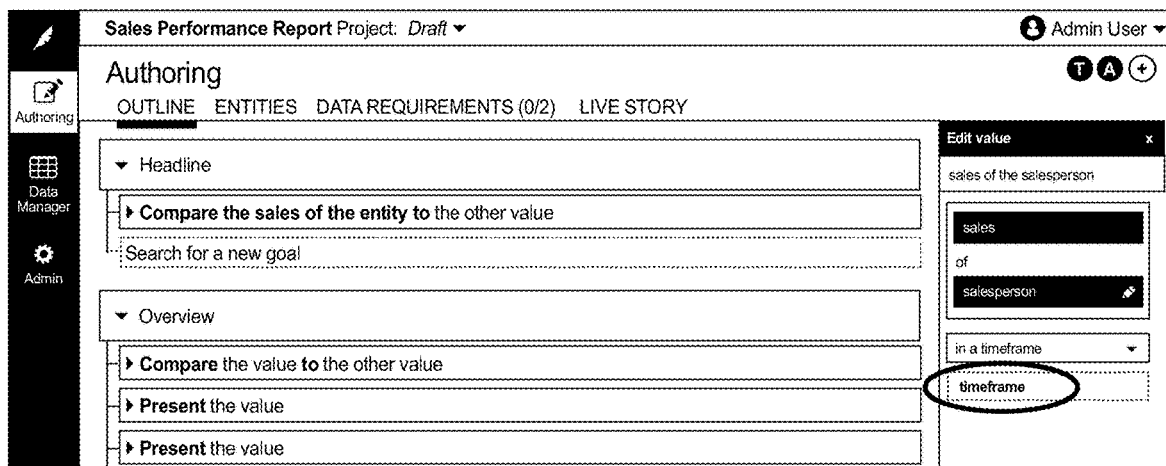 Sales Performance Report Project: Draft
Admin User
Authoring
T A +
OUTLINE ENTITIES DATA REQUIREMENTS (0/2) LIVE STORY
Authoring
Data
Manager
Admin
Headline
Compare the sales of the entity to the other value
Search for a new goal
Overview
Compare the value to the other value
Present the value
Present the value
Edit value x
sales of the salesperson
sales
of
salesperson
in a timeframe
timeframe